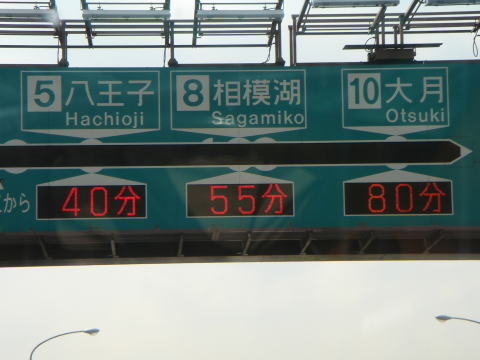 5 八王子
Hachioji
8 相模湖
Sagamiko
10 大月
Otsuki
から
40分
55分
80分